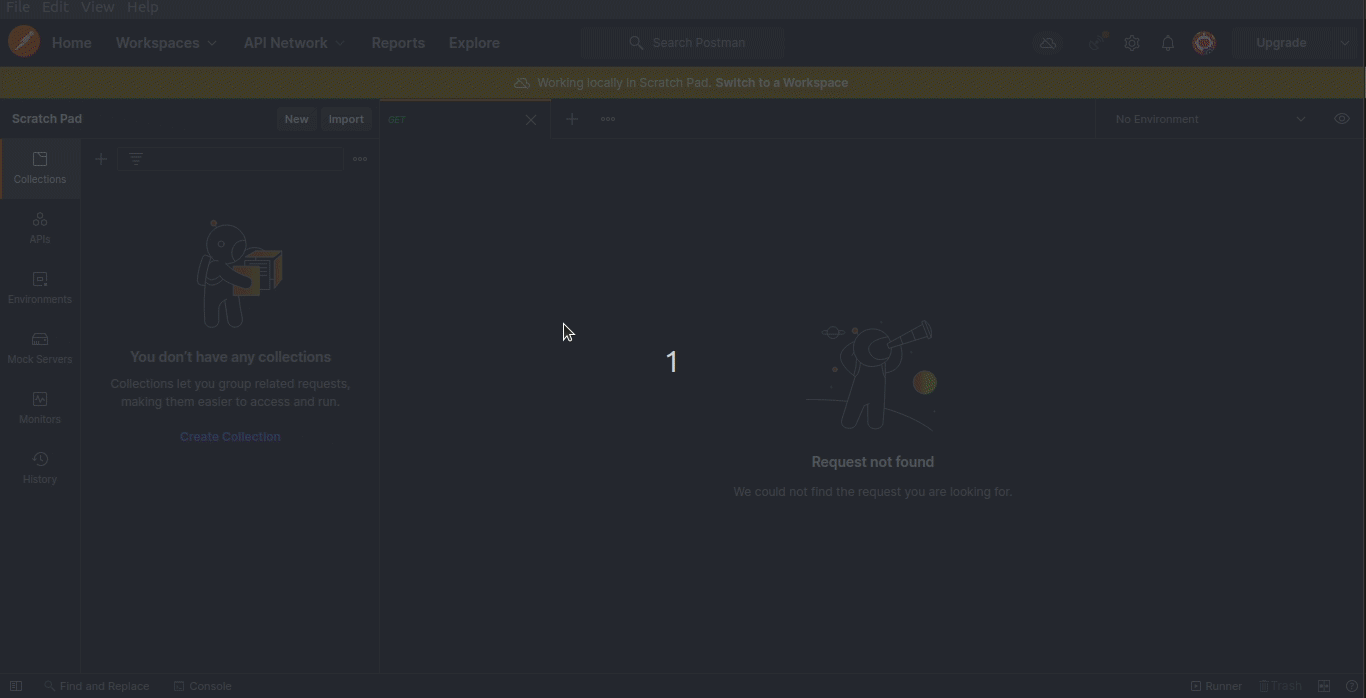 File Edit View Help
Home Workspaces API Network Reports Explore Search Postman Upgrade
Working locally in Scratch Pad. Switch to a Workspace
Scratch Pad New Import GET No Environment
Collections
APIs
Environments
Mock Servers
Monitors
History
You don't have any collections
Collections let you group related requests,
making them easier to access and run.
Create Collection
1
Request not found
We could not find the request you are looking for.
Find and Replace Console Runner Trash